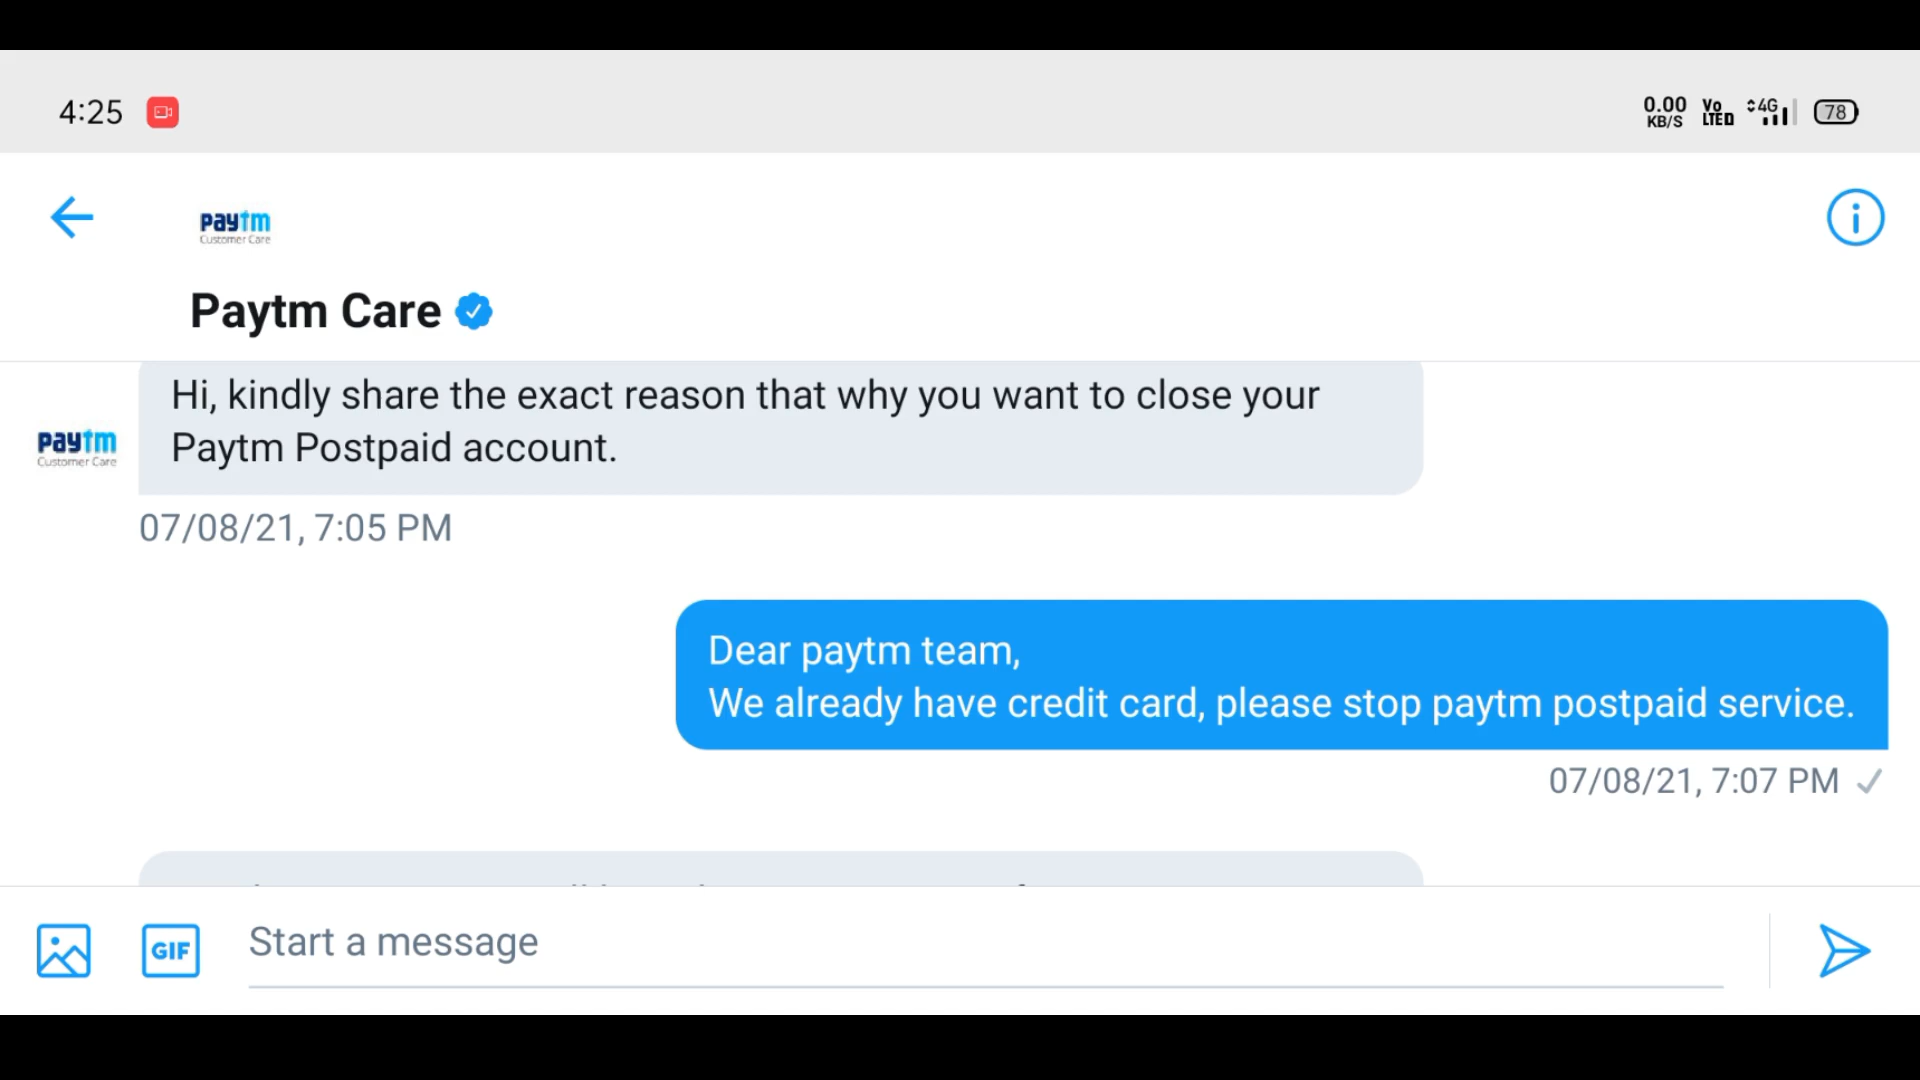 4:25
0.00
KB/S
Vo
LTED
4G
78
paytm
Customer Care
Paytm Care
Hi, kindly share the exact reason that why you want to close your
Paytm Postpaid account.
paytm
Customer Care
07/08/21, 7:05 PM
Dear paytm team,
We already have credit card, please stop paytm postpaid service.
07/08/21, 7:07 PM
GIF
Start a message